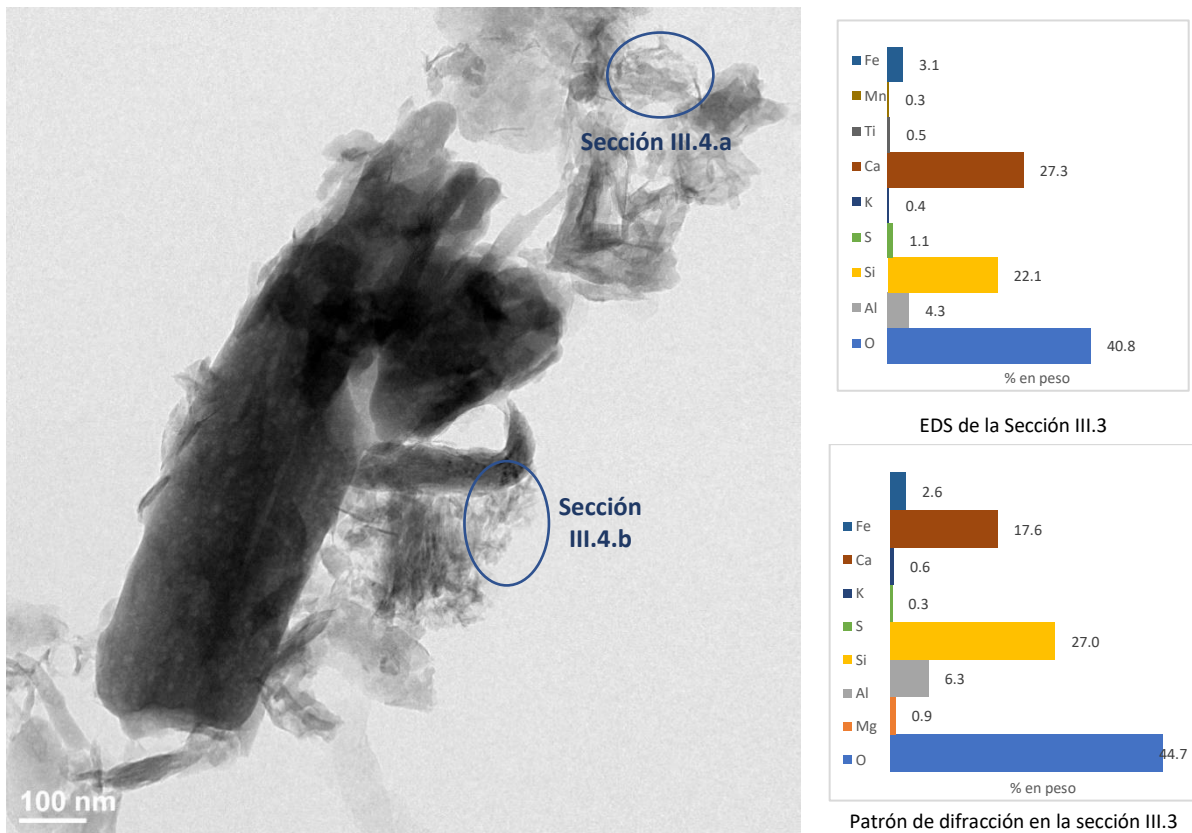 Sección III.4.a
Sección
III.4.b
100 nm
Fe
3.1
Mn
0.3
Ti
0.5
Ca
27.3
K
0.4
S
1.1
Si
22.1
Al
4.3
O
40.8
% en peso
EDS de la Sección III.3
2.6
Fe
17.6
Ca
0.6
K
0.3
S
27.0
Si
6.3
Al
0.9
Mg
44.7
O
% en peso
Patrón de difracción en la sección III.3